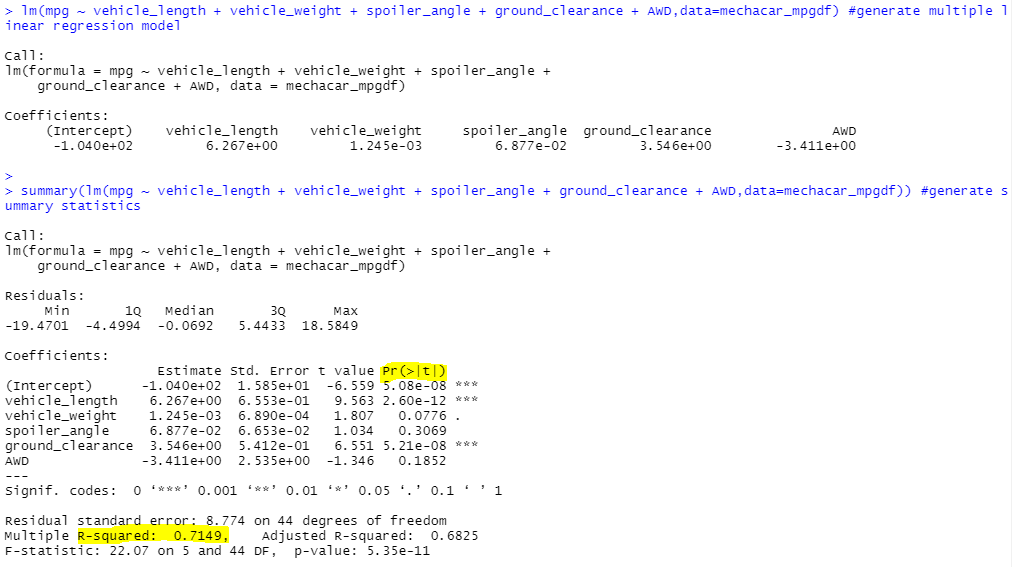 > lm(mpg ~ vehicle_length + vehicle_weight + spoiler_angle + ground_clearance + AWD,data=mechacar_mpgdf) #generate multiple l
inear regression model
Call:
lm(formula = mpg ~ vehicle_length + vehicle_weight + spoiler_angle +
    ground_clearance + AWD, data = mechacar_mpgdf)
Coefficients:
     (Intercept)    vehicle_length    vehicle_weight     spoiler_angle  ground_clearance               AWD
      -1.040e+02         6.267e+00         1.245e-03         6.877e-02         3.546e+00        -3.411e+00
>
> summary(lm(mpg ~ vehicle_length + vehicle_weight + spoiler_angle + ground_clearance + AWD,data=mechacar_mpgdf)) #generate s
ummary statistics
Call:
lm(formula = mpg ~ vehicle_length + vehicle_weight + spoiler_angle +
    ground_clearance + AWD, data = mechacar_mpgdf)
Residuals:
     Min       1Q   Median       3Q      Max
-19.4701  -4.4994  -0.0692   5.4433  18.5849
Coefficients:
                   Estimate Std. Error t value Pr(>|t|)
(Intercept)      -1.040e+02  1.585e+01  -6.559 5.08e-08 ***
vehicle_length    6.267e+00  6.553e-01   9.563 2.60e-12 ***
vehicle_weight    1.245e-03  6.890e-04   1.807   0.0776 .
spoiler_angle     6.877e-02  6.653e-02   1.034   0.3069
ground_clearance  3.546e+00  5.412e-01   6.551 5.21e-08 ***
AWD              -3.411e+00  2.535e+00  -1.346   0.1852
---
Signif. codes:  0 ‘***’ 0.001 ‘**’ 0.01 ‘*’ 0.05 ‘.’ 0.1 ‘ ’ 1
Residual standard error: 8.774 on 44 degrees of freedom
Multiple R-squared:  0.7149,    Adjusted R-squared:  0.6825
F-statistic: 22.07 on 5 and 44 DF,  p-value: 5.35e-11